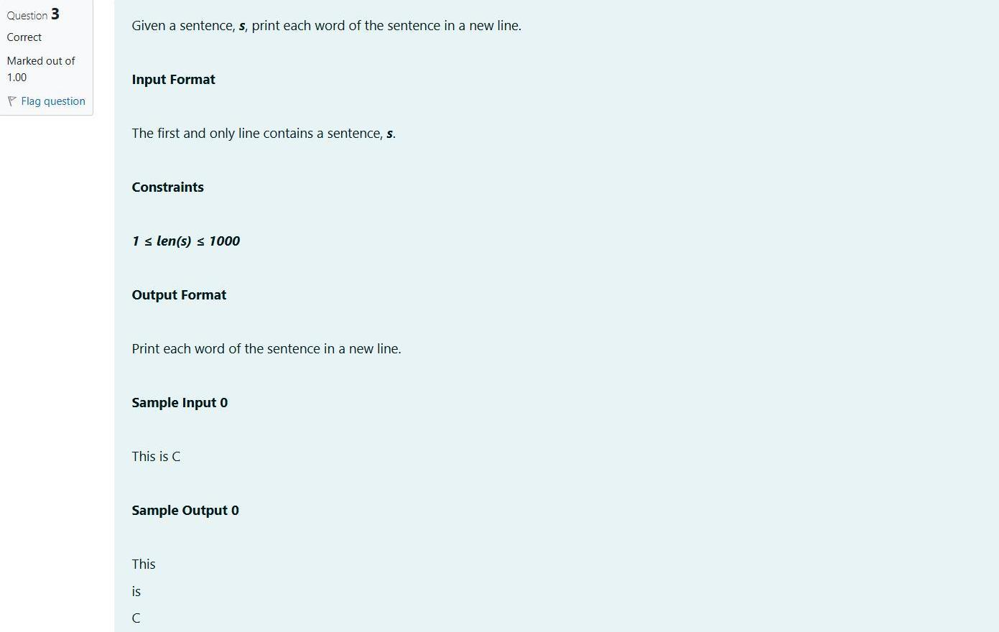 Question 3
Correct
Marked out of
1.00
Flag question
Given a sentence, s, print each word of the sentence in a new line.
Input Format
The first and only line contains a sentence, s.
Constraints
1 ≤ len(s) ≤ 1000
Output Format
Print each word of the sentence in a new line.
Sample Input 0
This is C
Sample Output 0
This
is
C